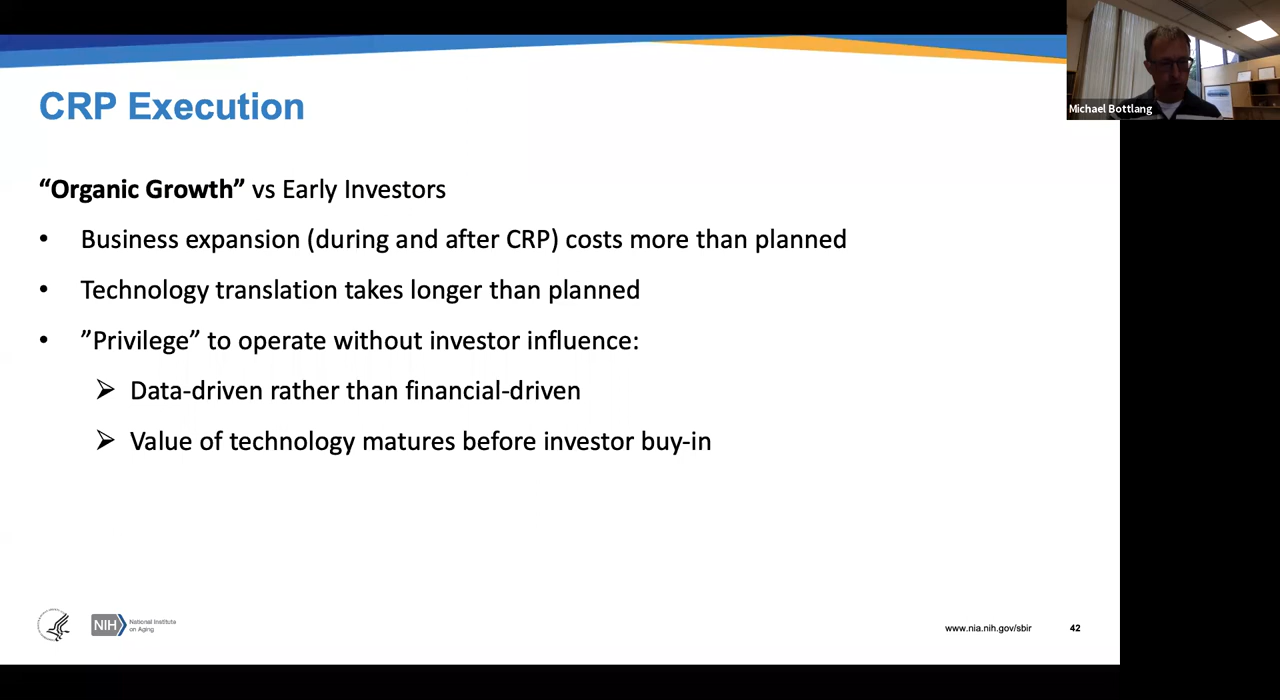 CRP Execution
Michael Bottlang
“Organic Growth” vs Early Investors
• Business expansion (during and after CRP) costs more than planned
• Technology translation takes longer than planned
• ”Privilege” to operate without investor influence:
➢ Data-driven rather than financial-driven
➢ Value of technology matures before investor buy-in
NIH
National Institute
on Aging
www.nia.nih.gov/sbir
42